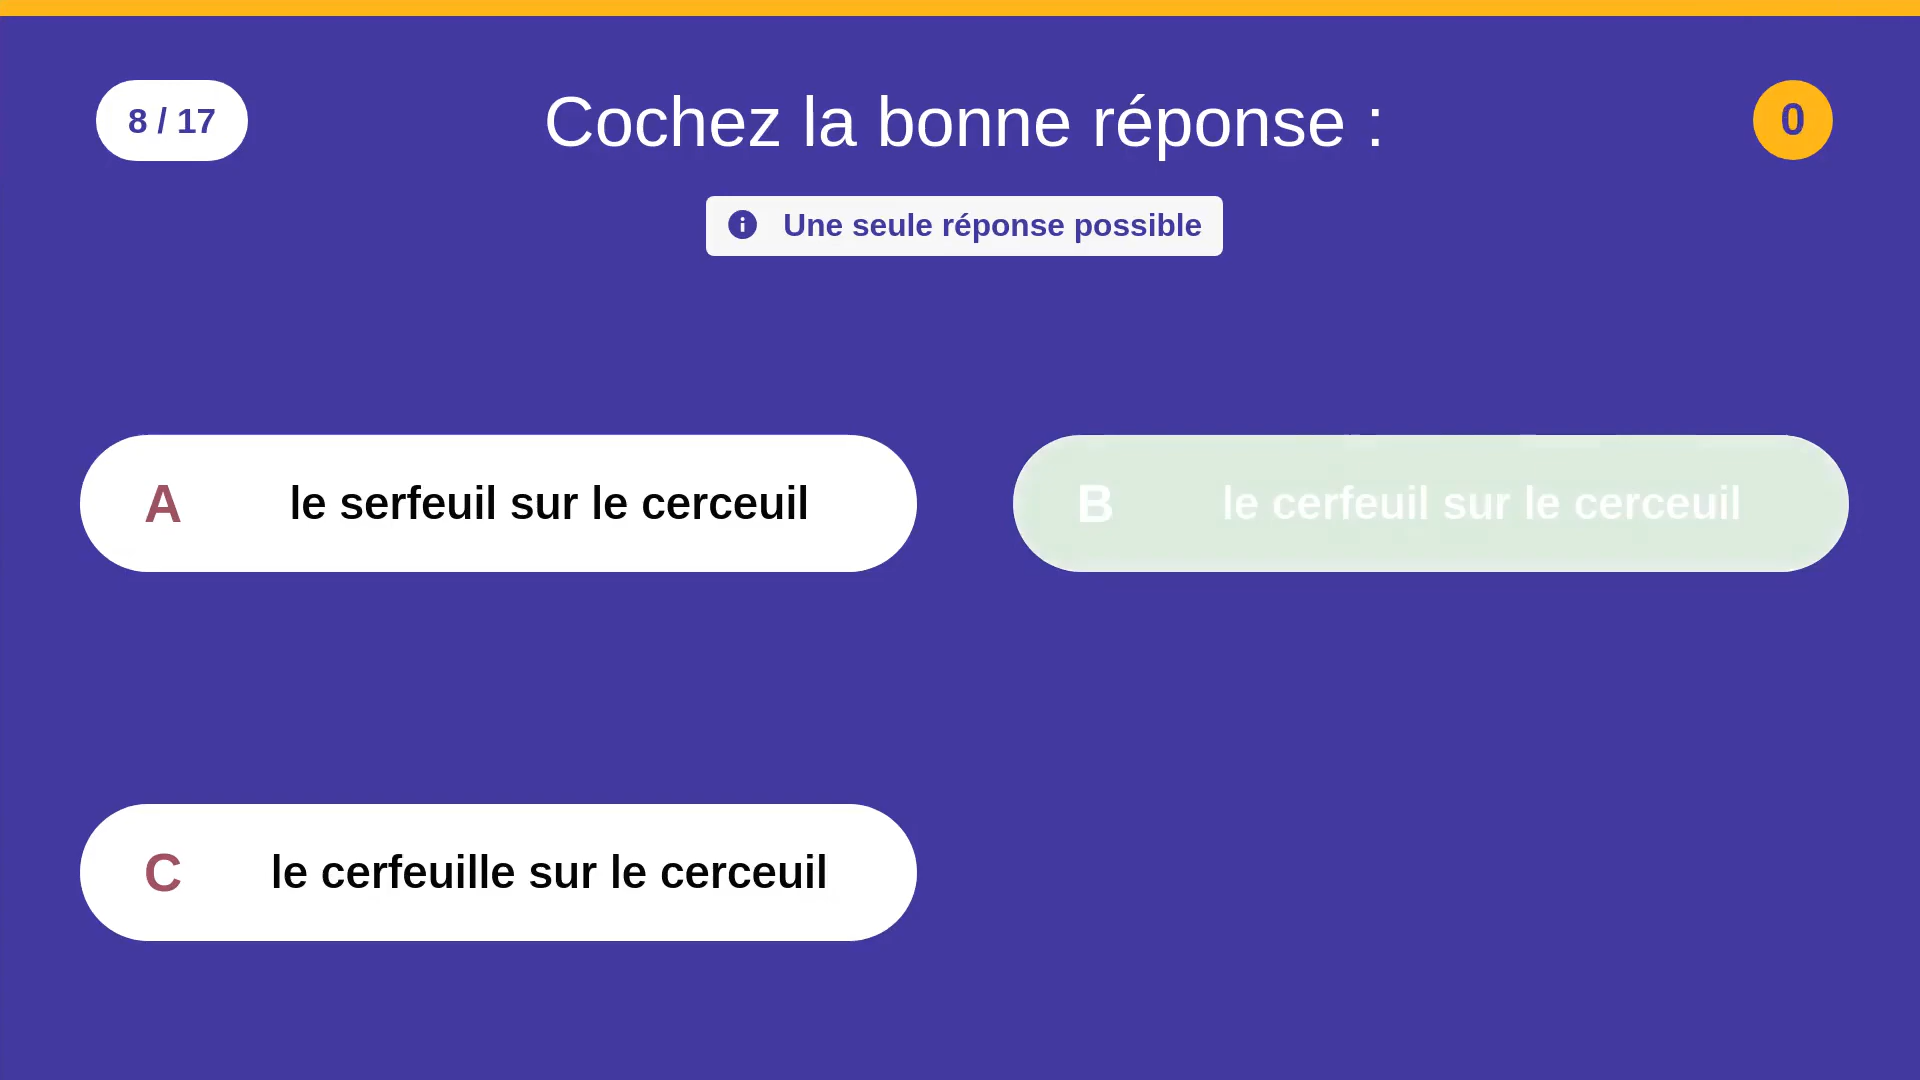 8 / 17
Cochez la bonne réponse :
0
Une seule réponse possible
A le serfeuil sur le cerceuil
B le cerfeuil sur le cerceuil
C le cerfeuille sur le cerceuil